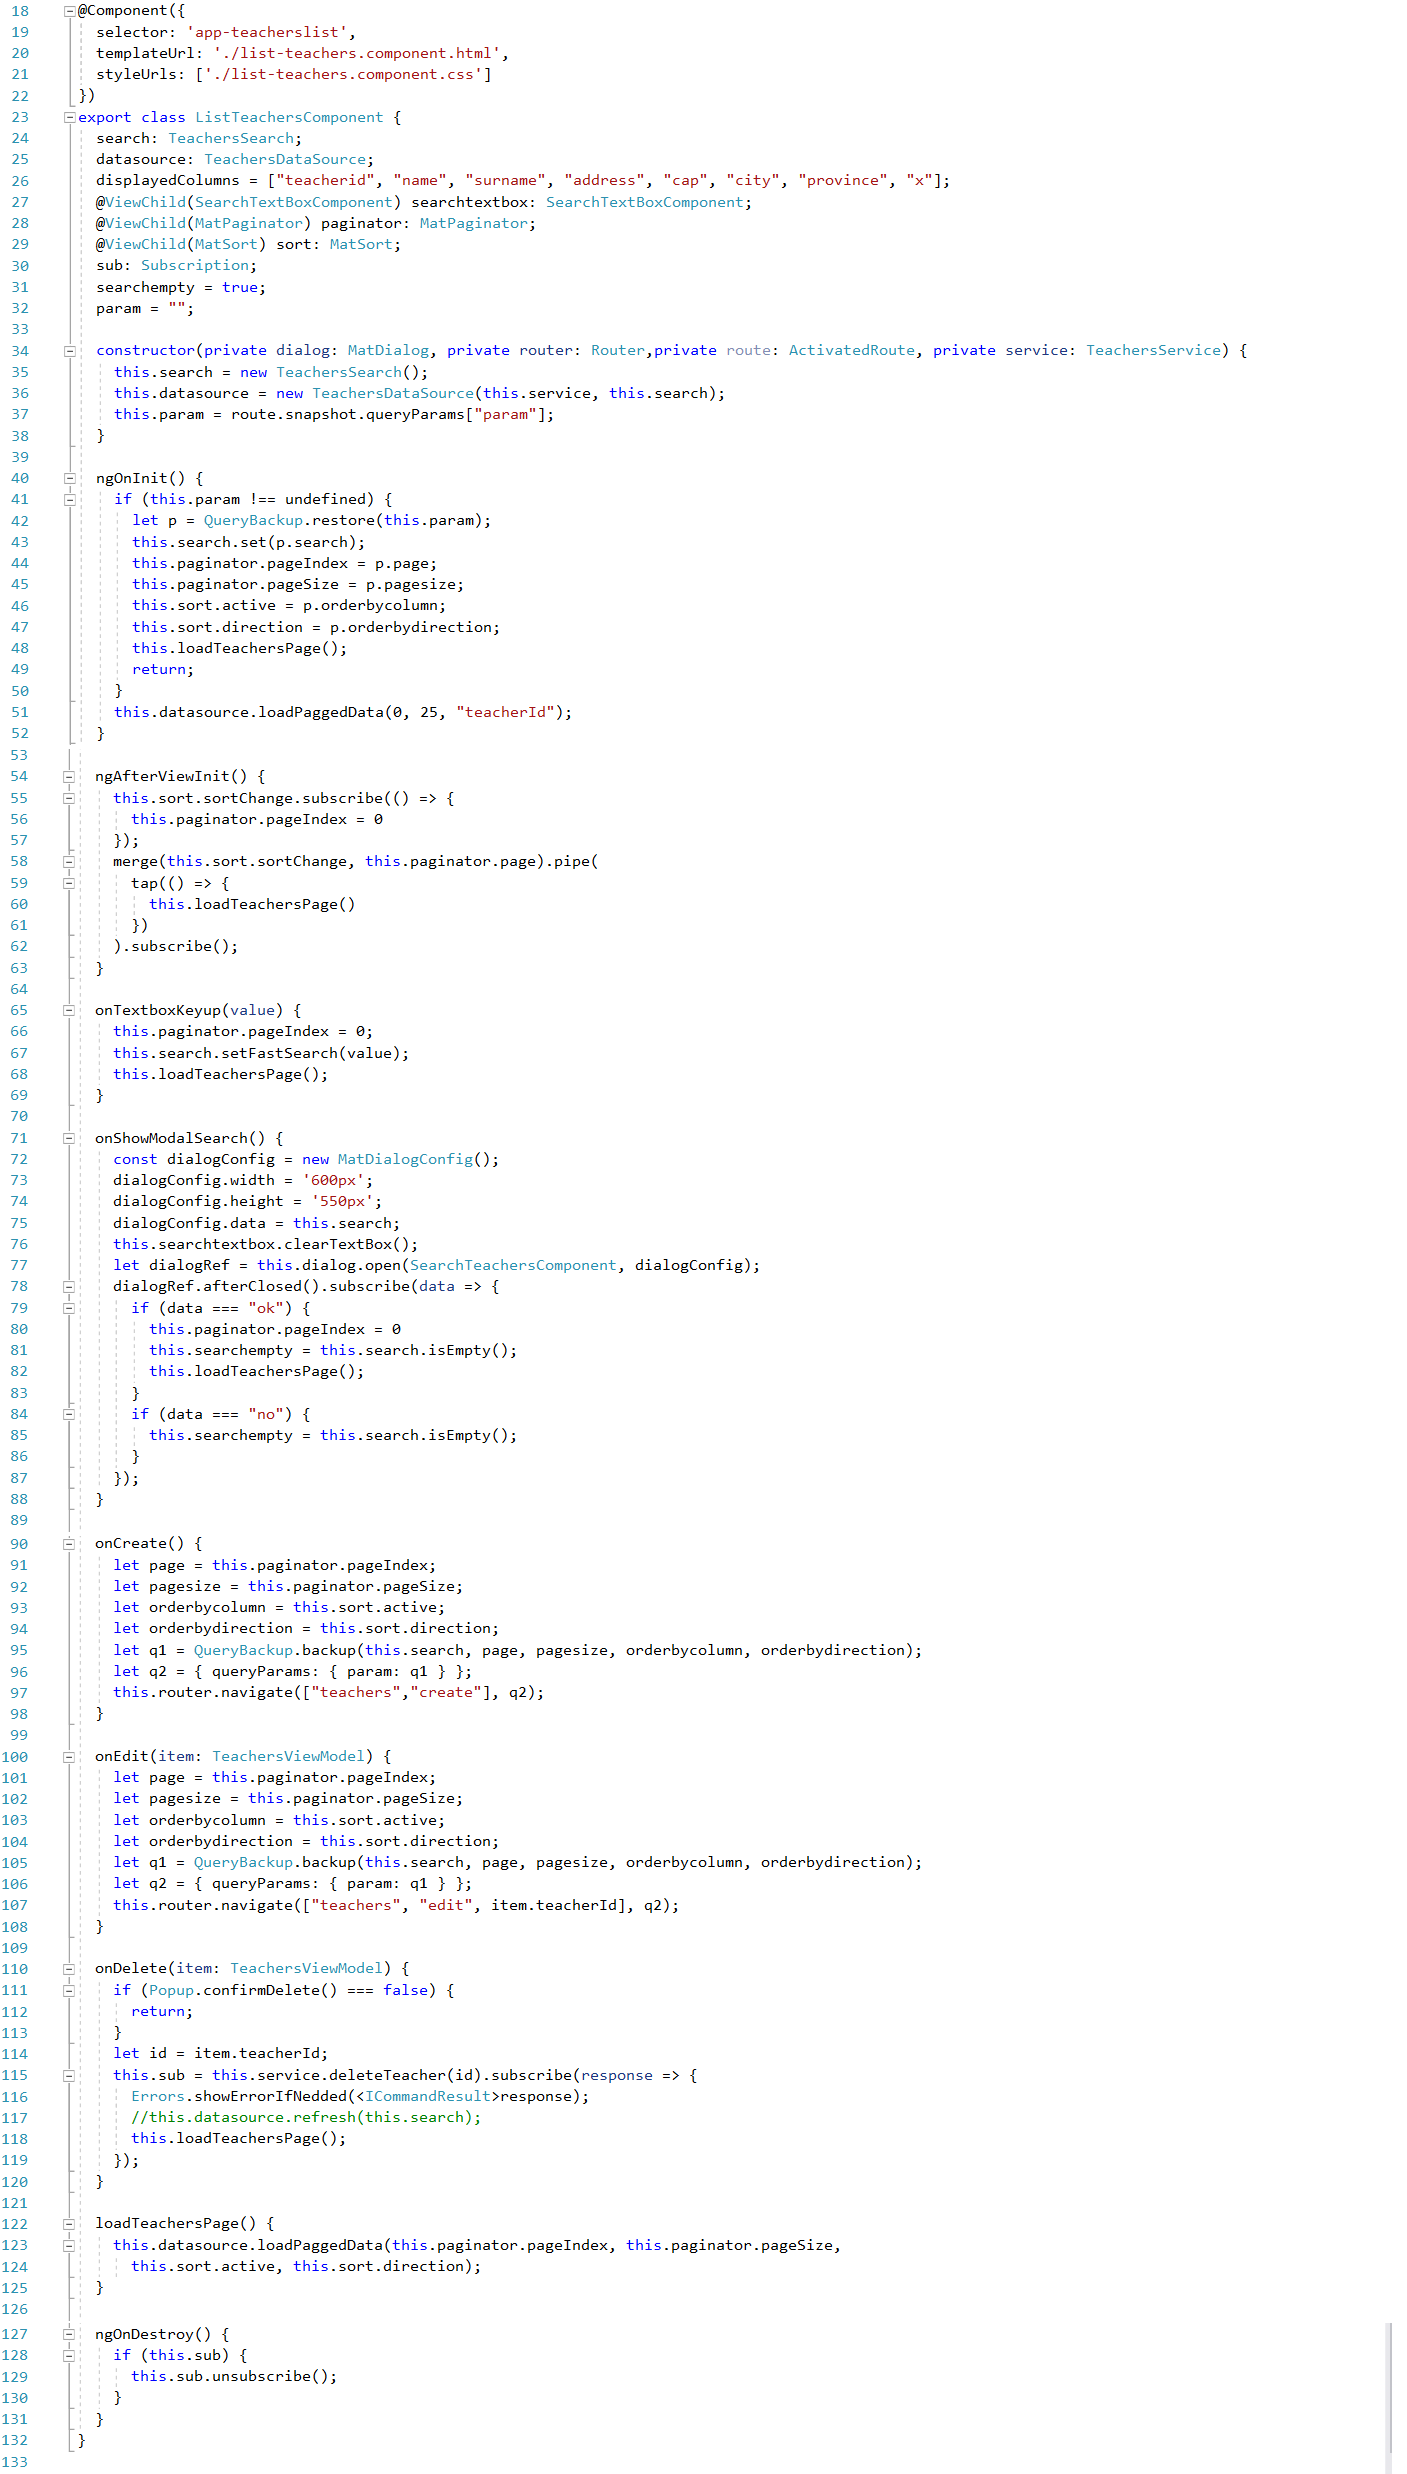 18 @Component({
19 selector: 'app-teacherslist',
20 templateUrl: './list-teachers.component.html',
21 styleUrls: ['./list-teachers.component.css']
22 })
23 export class ListTeachersComponent {
24 search: TeachersSearch;
25 datasource: TeachersDataSource;
26 displayedColumns = ["teacherid", "name", "surname", "address", "cap", "city", "province", "x"];
27 @ViewChild(SearchTextBoxComponent) searchtextbox: SearchTextBoxComponent;
28 @ViewChild(MatPaginator) paginator: MatPaginator;
29 @ViewChild(MatSort) sort: MatSort;
30 sub: Subscription;
31 searchempty = true;
32 param = "";
33
34 constructor(private dialog: MatDialog, private router: Router,private route: ActivatedRoute, private service: TeachersService) {
35 this.search = new TeachersSearch();
36 this.datasource = new TeachersDataSource(this.service, this.search);
37 this.param = route.snapshot.queryParams["param"];
38 }
39
40 ngOnInit() {
41 if (this.param !== undefined) {
42 let p = QueryBackup.restore(this.param);
43 this.search.set(p.search);
44 this.paginator.pageIndex = p.page;
45 this.paginator.pageSize = p.pagesize;
46 this.sort.active = p.orderbycolumn;
47 this.sort.direction = p.orderbydirection;
48 this.loadTeachersPage();
49 return;
50 }
51 this.datasource.loadPaggedData(0, 25, "teacherId");
52 }
53
54 ngAfterViewInit() {
55 this.sort.sortChange.subscribe(() => {
56 this.paginator.pageIndex = 0
57 });
58 merge(this.sort.sortChange, this.paginator.page).pipe(
59 tap(() => {
60 this.loadTeachersPage()
61 })
62 ).subscribe();
63 }
64
65 onTextboxKeyup(value) {
66 this.paginator.pageIndex = 0;
67 this.search.setFastSearch(value);
68 this.loadTeachersPage();
69 }
70
71 onShowModalSearch() {
72 const dialogConfig = new MatDialogConfig();
73 dialogConfig.width = '600px';
74 dialogConfig.height = '550px';
75 dialogConfig.data = this.search;
76 this.searchtextbox.clearTextBox();
77 let dialogRef = this.dialog.open(SearchTeachersComponent, dialogConfig);
78 dialogRef.afterClosed().subscribe(data => {
79 if (data === "ok") {
80 this.paginator.pageIndex = 0
81 this.searchempty = this.search.isEmpty();
82 this.loadTeachersPage();
83 }
84 if (data === "no") {
85 this.searchempty = this.search.isEmpty();
86 }
87 });
88 }
89
90 onCreate() {
91 let page = this.paginator.pageIndex;
92 let pagesize = this.paginator.pageSize;
93 let orderbycolumn = this.sort.active;
94 let orderbydirection = this.sort.direction;
95 let q1 = QueryBackup.backup(this.search, page, pagesize, orderbycolumn, orderbydirection);
96 let q2 = { queryParams: { param: q1 } };
97 this.router.navigate(["teachers","create"], q2);
98 }
99
100 onEdit(item: TeachersViewModel) {
101 let page = this.paginator.pageIndex;
102 let pagesize = this.paginator.pageSize;
103 let orderbycolumn = this.sort.active;
104 let orderbydirection = this.sort.direction;
105 let q1 = QueryBackup.backup(this.search, page, pagesize, orderbycolumn, orderbydirection);
106 let q2 = { queryParams: { param: q1 } };
107 this.router.navigate(["teachers", "edit", item.teacherId], q2);
108 }
109
110 onDelete(item: TeachersViewModel) {
111 if (Popup.confirmDelete() === false) {
112 return;
113 }
114 let id = item.teacherId;
115 this.sub = this.service.deleteTeacher(id).subscribe(response => {
116 Errors.showErrorIfNedded(<ICommandResult>response);
117 //this.datasource.refresh(this.search);
118 this.loadTeachersPage();
119 });
120 }
121
122 loadTeachersPage() {
123 this.datasource.loadPaggedData(this.paginator.pageIndex, this.paginator.pageSize,
124 this.sort.active, this.sort.direction);
125 }
126
127 ngOnDestroy() {
128 if (this.sub) {
129 this.sub.unsubscribe();
130 }
131 }
132 }
133